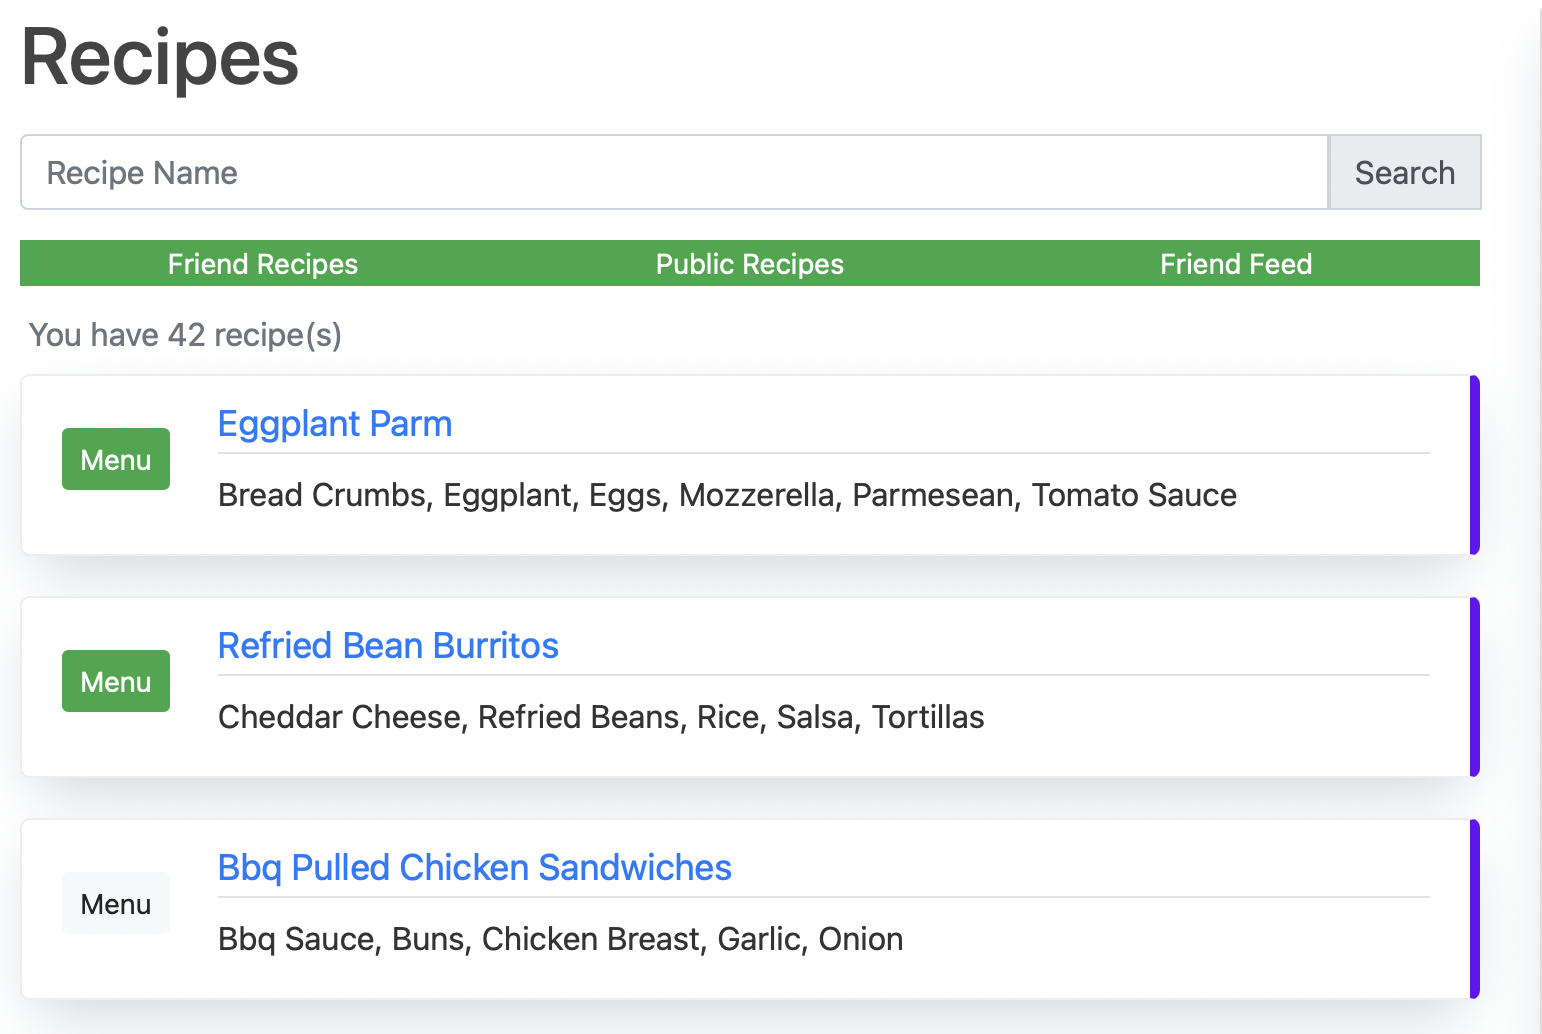 Recipes
Recipe Name Search
Friend Recipes Public Recipes Friend Feed
You have 42 recipe(s)
Eggplant Parm
Menu
Bread Crumbs, Eggplant, Eggs, Mozzerella, Parmesean, Tomato Sauce
Refried Bean Burritos
Menu
Cheddar Cheese, Refried Beans, Rice, Salsa, Tortillas
Bbq Pulled Chicken Sandwiches
Menu
Bbq Sauce, Buns, Chicken Breast, Garlic, Onion